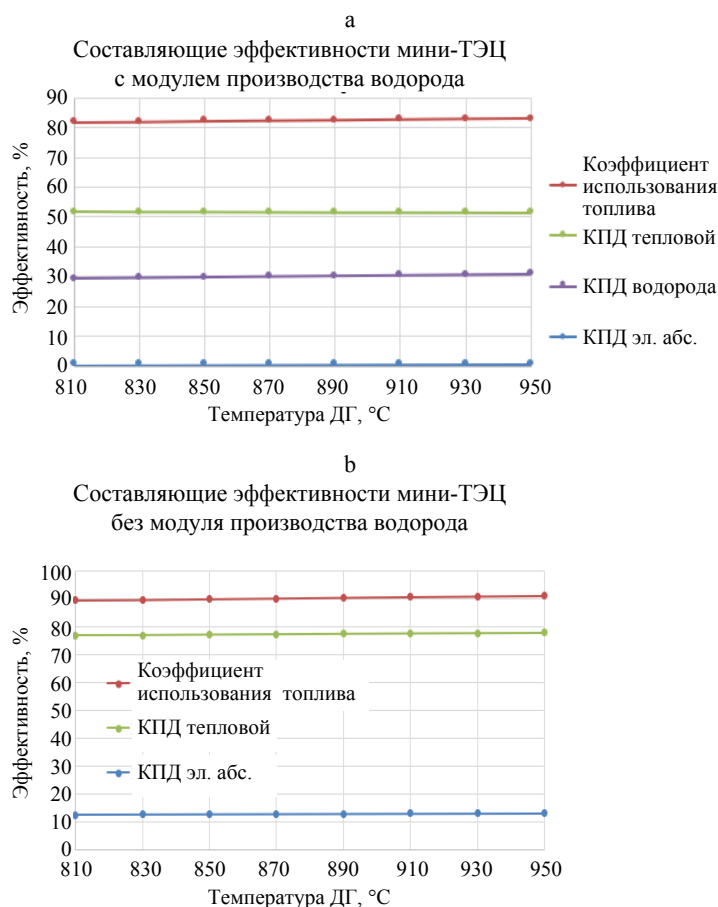 a
Составляющие эффективности мини-ТЭЦ
с модулем производства водорода
Эффективность, %
90
80
70
60
50
40
30
20
10
0
810 830 850 870 890 910 930 950
Температура ДГ, °С
Коэффициент
использования
топлива
КПД тепловой
КПД водорода
КПД эл. абс.
b
Составляющие эффективности мини-ТЭЦ
без модуля производства водорода
Эффективность, %
100
90
80
70
60
50
40
30
20
10
0
Коэффициент
использования топлива
КПД тепловой
КПД эл. абс.
810 830 850 870 890 910 930 950
Температура ДГ, °С